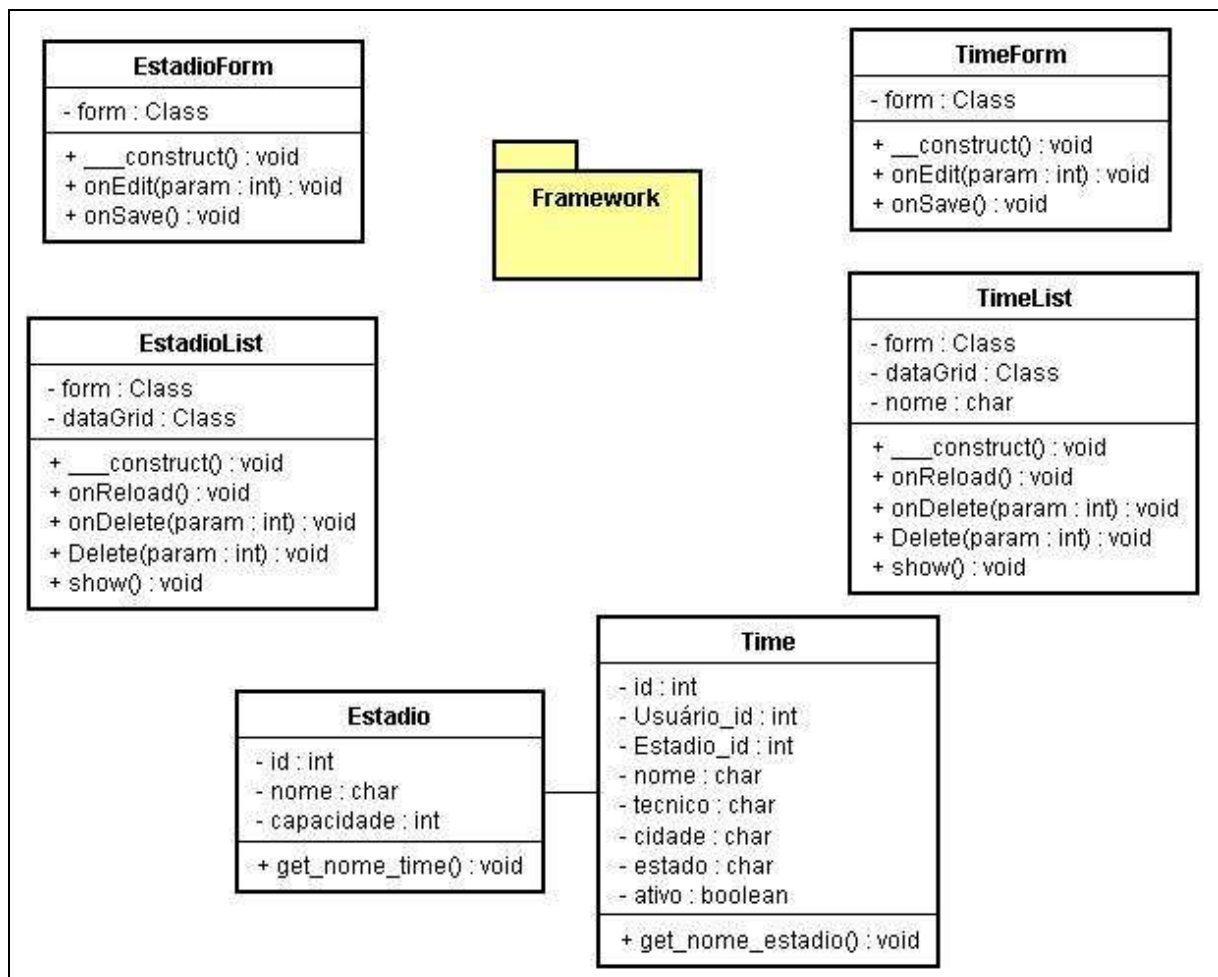 EstadioForm
- form : Class
+ ___construct() : void
+ onEdit(param : int) : void
+ onSave() : void
Framework
TimeForm
- form : Class
+ __construct() : void
+ onEdit(param : int) : void
+ onSave() : void
EstadioList
- form : Class
- dataGrid : Class
+ ___construct() : void
+ onReload() : void
+ onDelete(param : int) : void
+ Delete(param : int) : void
+ show() : void
TimeList
- form : Class
- dataGrid : Class
- nome : char
+ ___construct() : void
+ onReload() : void
+ onDelete(param : int) : void
+ Delete(param : int) : void
+ show() : void
Estadio
- id : int
- nome : char
- capacidade : int
+ get_nome_time() : void
Time
- id : int
- Usuário_id : int
- Estadio_id : int
- nome : char
- tecnico : char
- cidade : char
- estado : char
- ativo : boolean
+ get_nome_estadio() : void